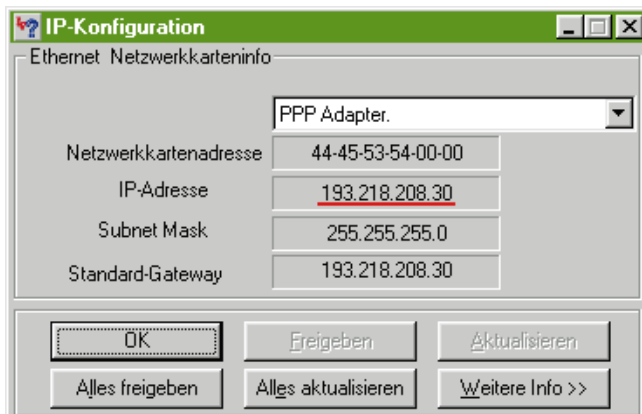 IP-Konfiguration
Ethernet Netzwerkkarteninfo
PPP Adapter.
Netzwerkkartenadresse 44-45-53-54-00-00
IP-Adresse 193.218.208.30
Subnet Mask 255.255.255.0
Standard-Gateway 193.218.208.30
OK Freigeben Aktualisieren
Alles freigeben Alles aktualisieren Weitere Info >>